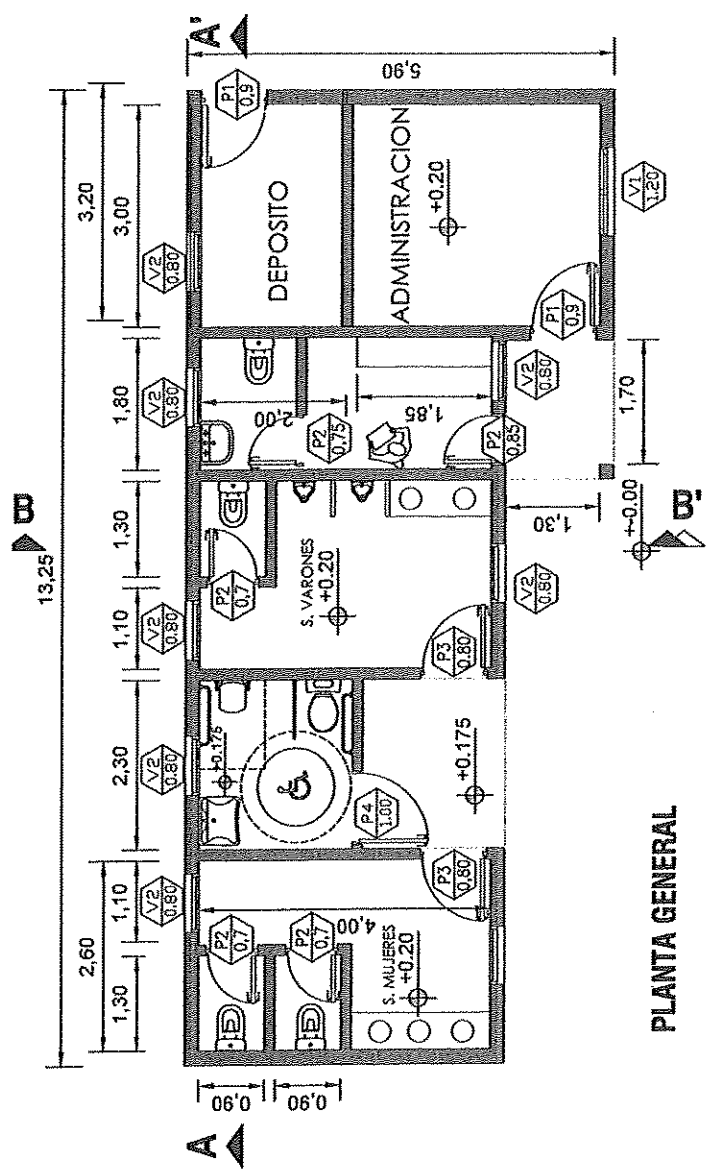 B
13,25
3,20
2,60
1,30
1,10
2,30
1,10
1,30
1,80
3,00
A
A'
V2
0.80
V2
0.80
V2
0.80
V2
0.80
V2
0.80
P1
0.9
0,90
0,90
P2
0.7
P2
0.7
4,00
S. MUJERES
+0.20
P3
0.80
+0.175
P4
1.00
+0.175
P2
0.7
S. VARONES
+0.20
P3
0.80
V2
0.80
2,00
P2
0.75
1,85
P2
0.85
V2
0.80
DEPOSITO
ADMINISTRACION
+0.20
P1
0.9
V1
1.20
5,90
1,30
1,70
+-0.00
B'
PLANTA GENERAL